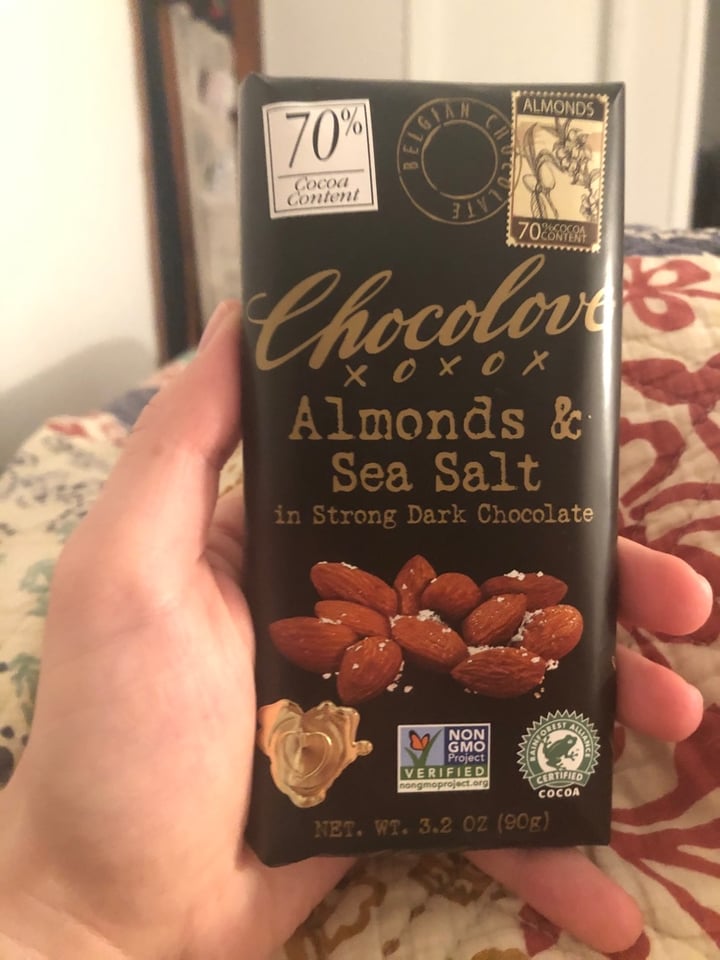 70%
Cocoa
Content
BELGIAN CHOCOLATE
ALMONDS
70% COCOA
CONTENT
Chocolove
x o x o x
Almonds &
Sea Salt
in Strong Dark Chocolate
NON
GMO
Project
VERIFIED
nongmoproject.org
RAINFOREST ALLIANCE
CERTIFIED
COCOA
NET. WT. 3.2 OZ (90g)